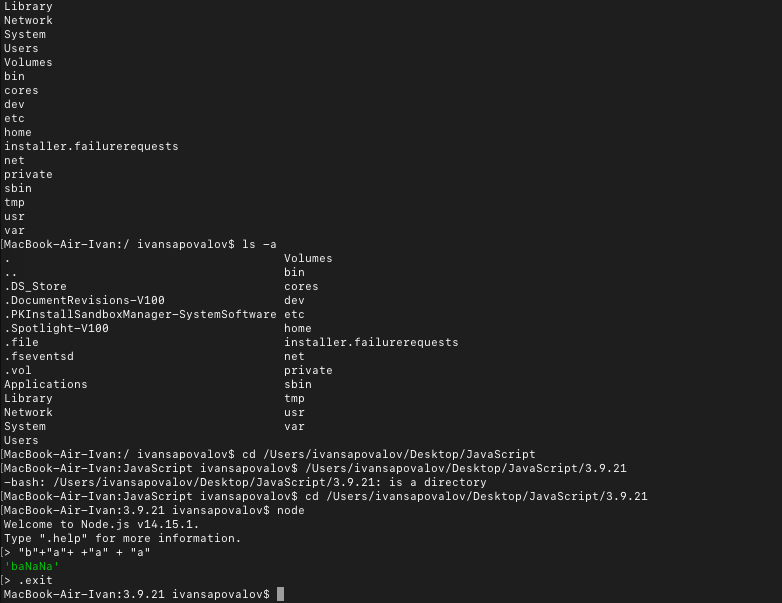 Library
Network
System
Users
Volumes
bin
cores
dev
etc
home
installer.failurerequests
net
private
sbin
tmp
usr
var
[MacBook-Air-Ivan:/ ivansapovalov$ ls -a
. Volumes
.. bin
.DS_Store cores
.DocumentRevisions-V100 dev
.PKInstallSandboxManager-SystemSoftware etc
.Spotlight-V100 home
.file installer.failurerequests
.fseventsd net
.vol private
Applications sbin
Library tmp
Network usr
System var
Users
[MacBook-Air-Ivan:/ ivansapovalov$ cd /Users/ivansapovalov/Desktop/JavaScript
[MacBook-Air-Ivan:JavaScript ivansapovalov$ /Users/ivansapovalov/Desktop/JavaScript/3.9.21
-bash: /Users/ivansapovalov/Desktop/JavaScript/3.9.21: is a directory
[MacBook-Air-Ivan:JavaScript ivansapovalov$ cd /Users/ivansapovalov/Desktop/JavaScript/3.9.21
[MacBook-Air-Ivan:3.9.21 ivansapovalov$ node
Welcome to Node.js v14.15.1.
Type ".help" for more information.
[> "b"+"a"+ +"a" + "a"
'baNaNa'
[> .exit
MacBook-Air-Ivan:3.9.21 ivansapovalov$